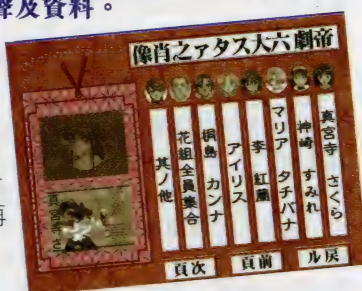 聲及資料。
帝劇六大スタァ之肖像
真宮寺 さくら
神崎 すみれ
マリア タチバナ
李 紅蘭
アイリス
桐島 カンナ
花組全員集合
其ノ他
戻ル
前頁
次頁